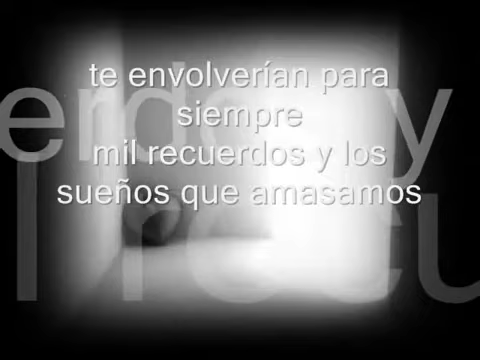 te envolverían para
siempre
mil recuerdos y los
sueños que amasamos